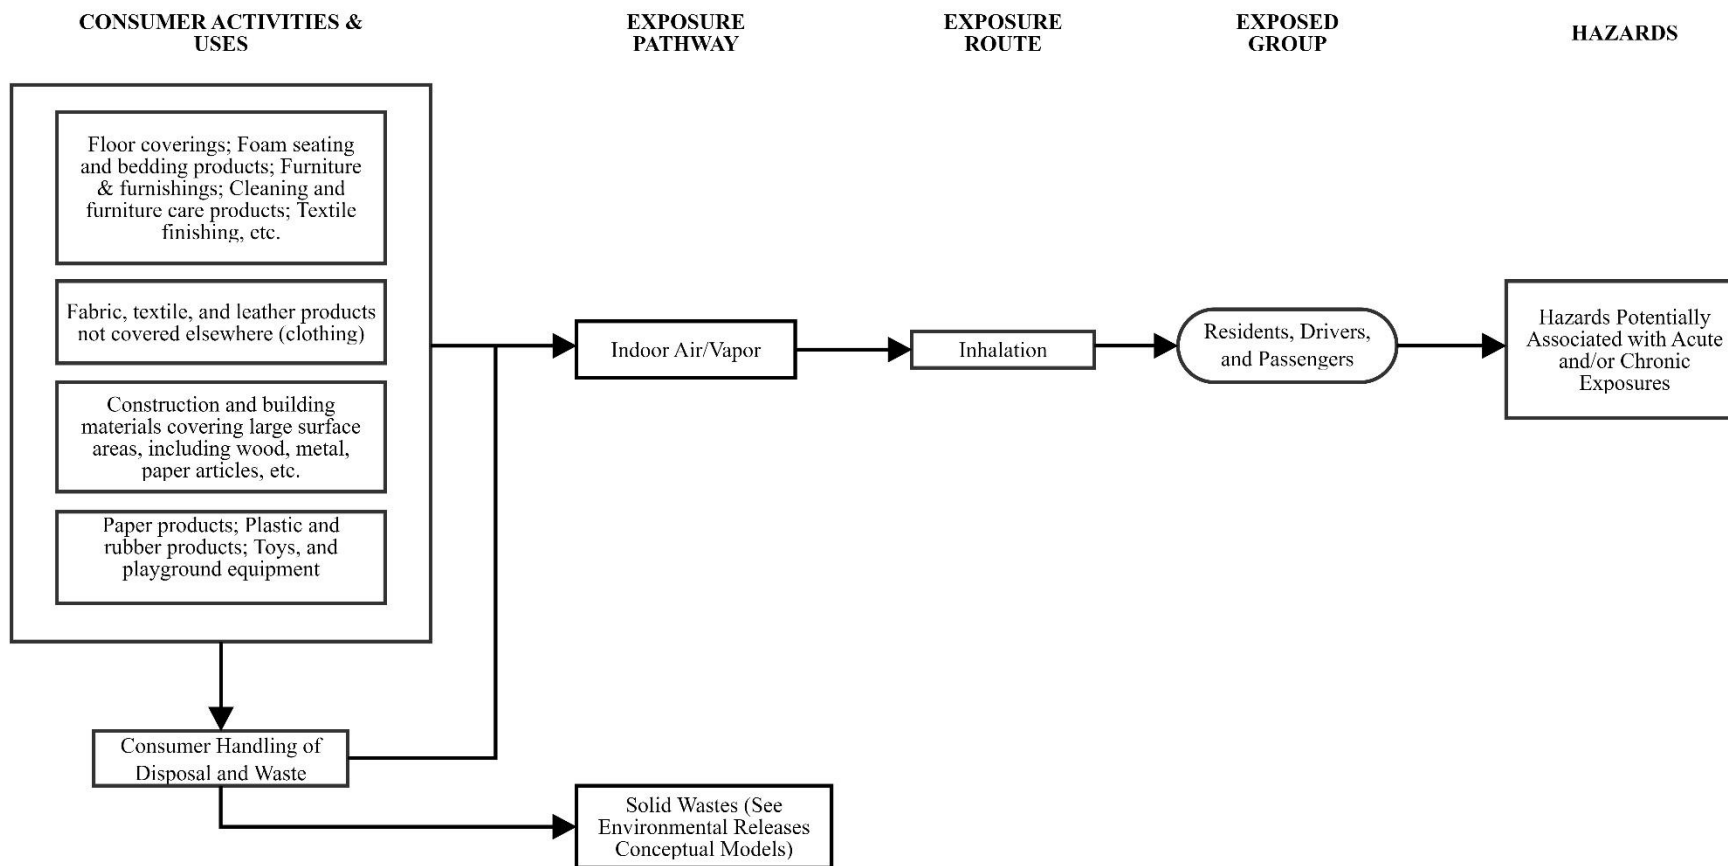 CONSUMER ACTIVITIES &
USES
EXPOSURE
PATHWAY
EXPOSURE
ROUTE
EXPOSED
GROUP
HAZARDS
Floor coverings; Foam seating
and bedding products; Furniture
& furnishings; Cleaning and
furniture care products; Textile
finishing, etc.
Fabric, textile, and leather products
not covered elsewhere (clothing)
Construction and building
materials covering large surface
areas, including wood, metal,
paper articles, etc.
Paper products; Plastic and
rubber products; Toys, and
playground equipment
Consumer Handling of
Disposal and Waste
Indoor Air/Vapor
Inhalation
Residents, Drivers,
and Passengers
Hazards Potentially
Associated with Acute
and/or Chronic
Exposures
Solid Wastes (See
Environmental Releases
Conceptual Models)